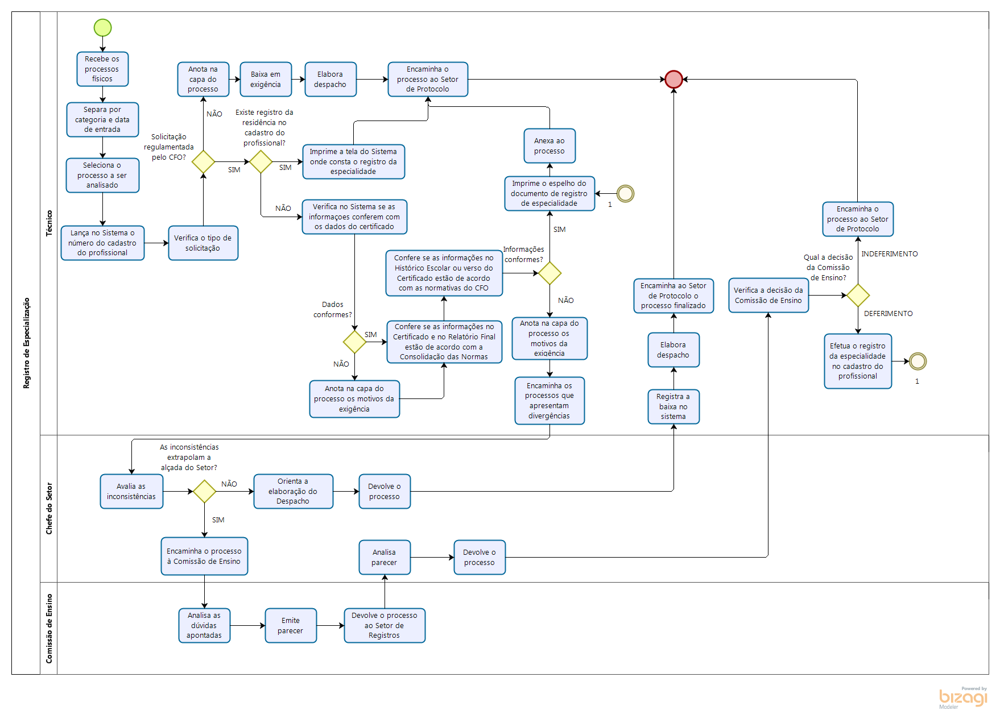 Registro de Especialização
Técnico
Recebe os
processos
físicos
Separa por
categoria e data
de entrada
Seleciona o
processo a ser
analisado
Lança no Sistema o
número do cadastro
do profissional
Verifica o tipo de
solicitação
Solicitação
regulamentada
pelo CFO?
NÃO
SIM
Anota na
capa do
processo
Baixa em
exigência
Elabora
despacho
Encaminha o
processo ao Setor
de Protocolo
Existe registro da
residência no
cadastro do
profissional?
SIM
NÃO
Imprime a tela do Sistema
onde consta o registro da
especialidade
Verifica no Sistema se as
informaçoes conferem com
os dados do certificado
Dados
conformes?
SIM
NÃO
Anota na capa do
processo os motivos da
exigência
Confere se as informações no
Certificado e no Relatório Final
estão de acordo com a
Consolidação das Normas
Confere se as informações no
Histórico Escolar ou verso do
Certificado estão de acordo
com as normativas do CFO
Informações
conformes?
SIM
NÃO
Imprime o espelho do
documento de registro
de especialidade
1
Anexa ao
processo
Anota na capa do
processo os
motivos da
exigência
Encaminha os
processos que
apresentam
divergências
Encaminha ao Setor
de Protocolo o
processo finalizado
Elabora
despacho
Registra a
baixa no
sistema
Verifica a decisão da
Comissão de Ensino
Qual a decisão
da Comissão
de Ensino?
INDEFERIMENTO
DEFERIMENTO
Encaminha o
processo ao Setor
de Protocolo
Efetua o registro
da especialidade
no cadastro do
profissional
1
Chefe do Setor
Avalia as
inconsistências
As inconsistências
extrapolam a
alçada do Setor?
NÃO
SIM
Orienta a
elaboração do
Despacho
Devolve o
processo
Encaminha o processo
à Comissão de Ensino
Analisa
parecer
Devolve o
processo
Comissão de Ensino
Analisa as
dúvidas
apontadas
Emite
parecer
Devolve o processo
ao Setor de
Registros
Powered by
bizagi
Modeler